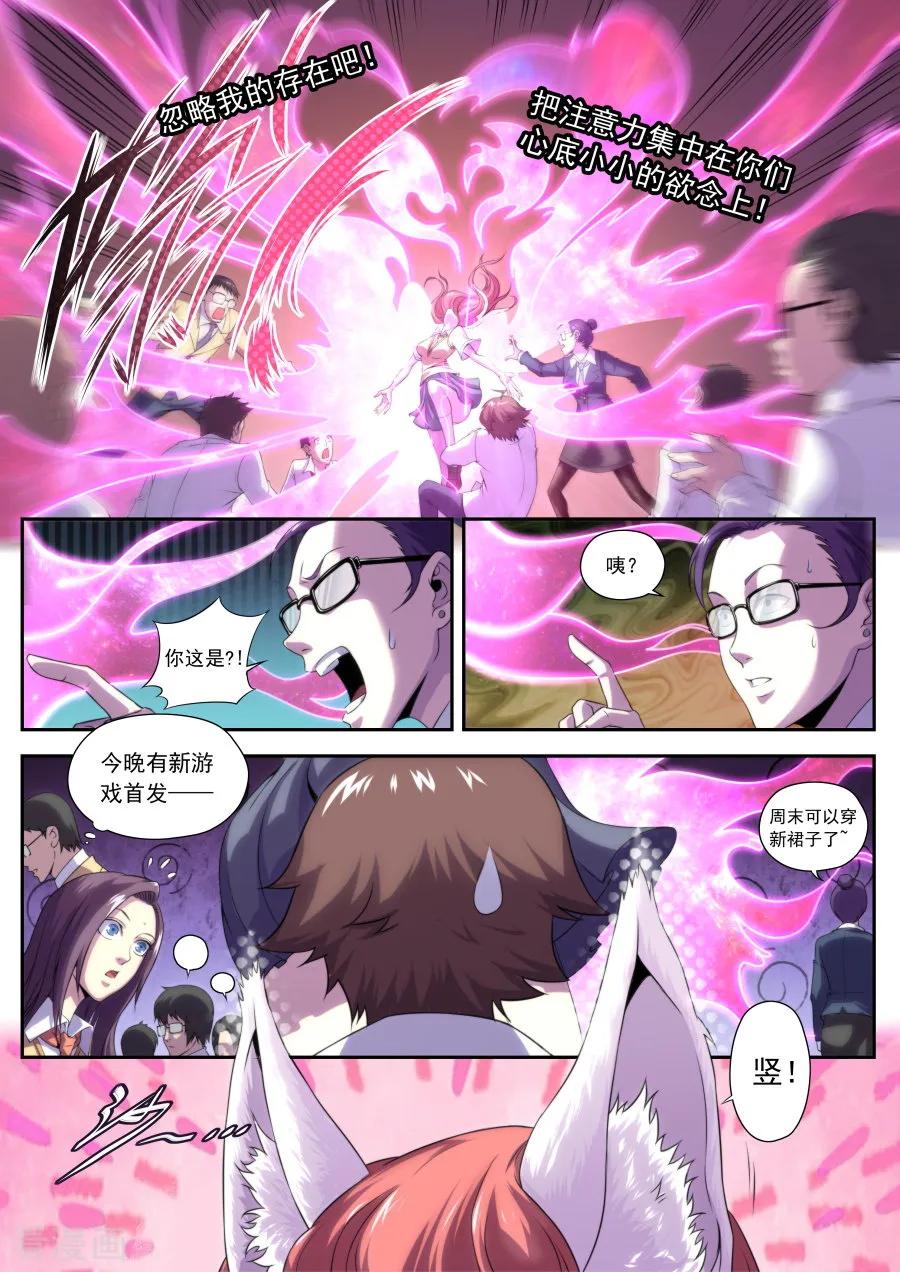 忽略我的存在吧！
把注意力集中在你们
心底小小的欲念上！
你这是?!
咦？
今晚有新游
戏首发——
周末可以穿
新裙子了~
竖！
漫画